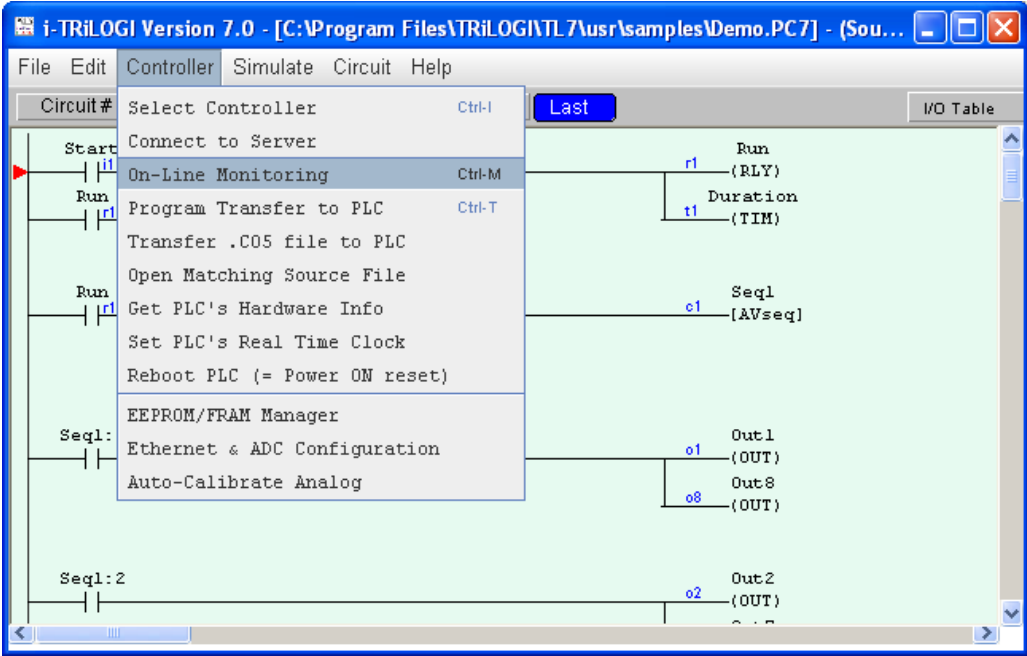 i-TRiLOGI Version 7.0 - [C:\Program Files\TRiLOGI\TL7\usr\samples\Demo.PC7] - (Sou...
File Edit Controller Simulate Circuit Help
Circuit # Last I/O Table
Select Controller Ctrl-I
Connect to Server
On-Line Monitoring Ctrl-M
Program Transfer to PLC Ctrl-T
Transfer .CO5 file to PLC
Open Matching Source File
Get PLC's Hardware Info
Set PLC's Real Time Clock
Reboot PLC (= Power ON reset)
EEPROM/FRAM Manager
Ethernet & ADC Configuration
Auto-Calibrate Analog
Start Run
i1 r1 (RLY)
Run Duration
r1 t1 (TIM)
Run Seq1
r1 c1 [AVseq]
Seq1: Out1
o1 (OUT)
Out8
o8 (OUT)
Seq1:2 Out2
o2 (OUT)